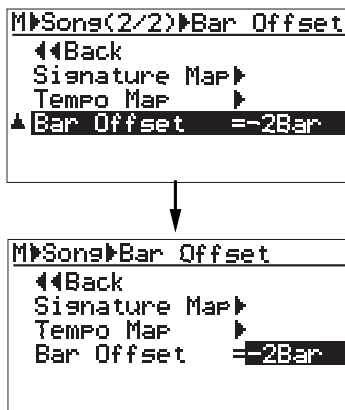 M▶Song(2/2)▶Bar Offset
◀◀Back
Signature Map▶
Tempo Map ▶
▲Bar Offset =-2Bar
M▶Song▶Bar Offset
◀◀Back
Signature Map▶
Tempo Map ▶
Bar Offset =-2Bar